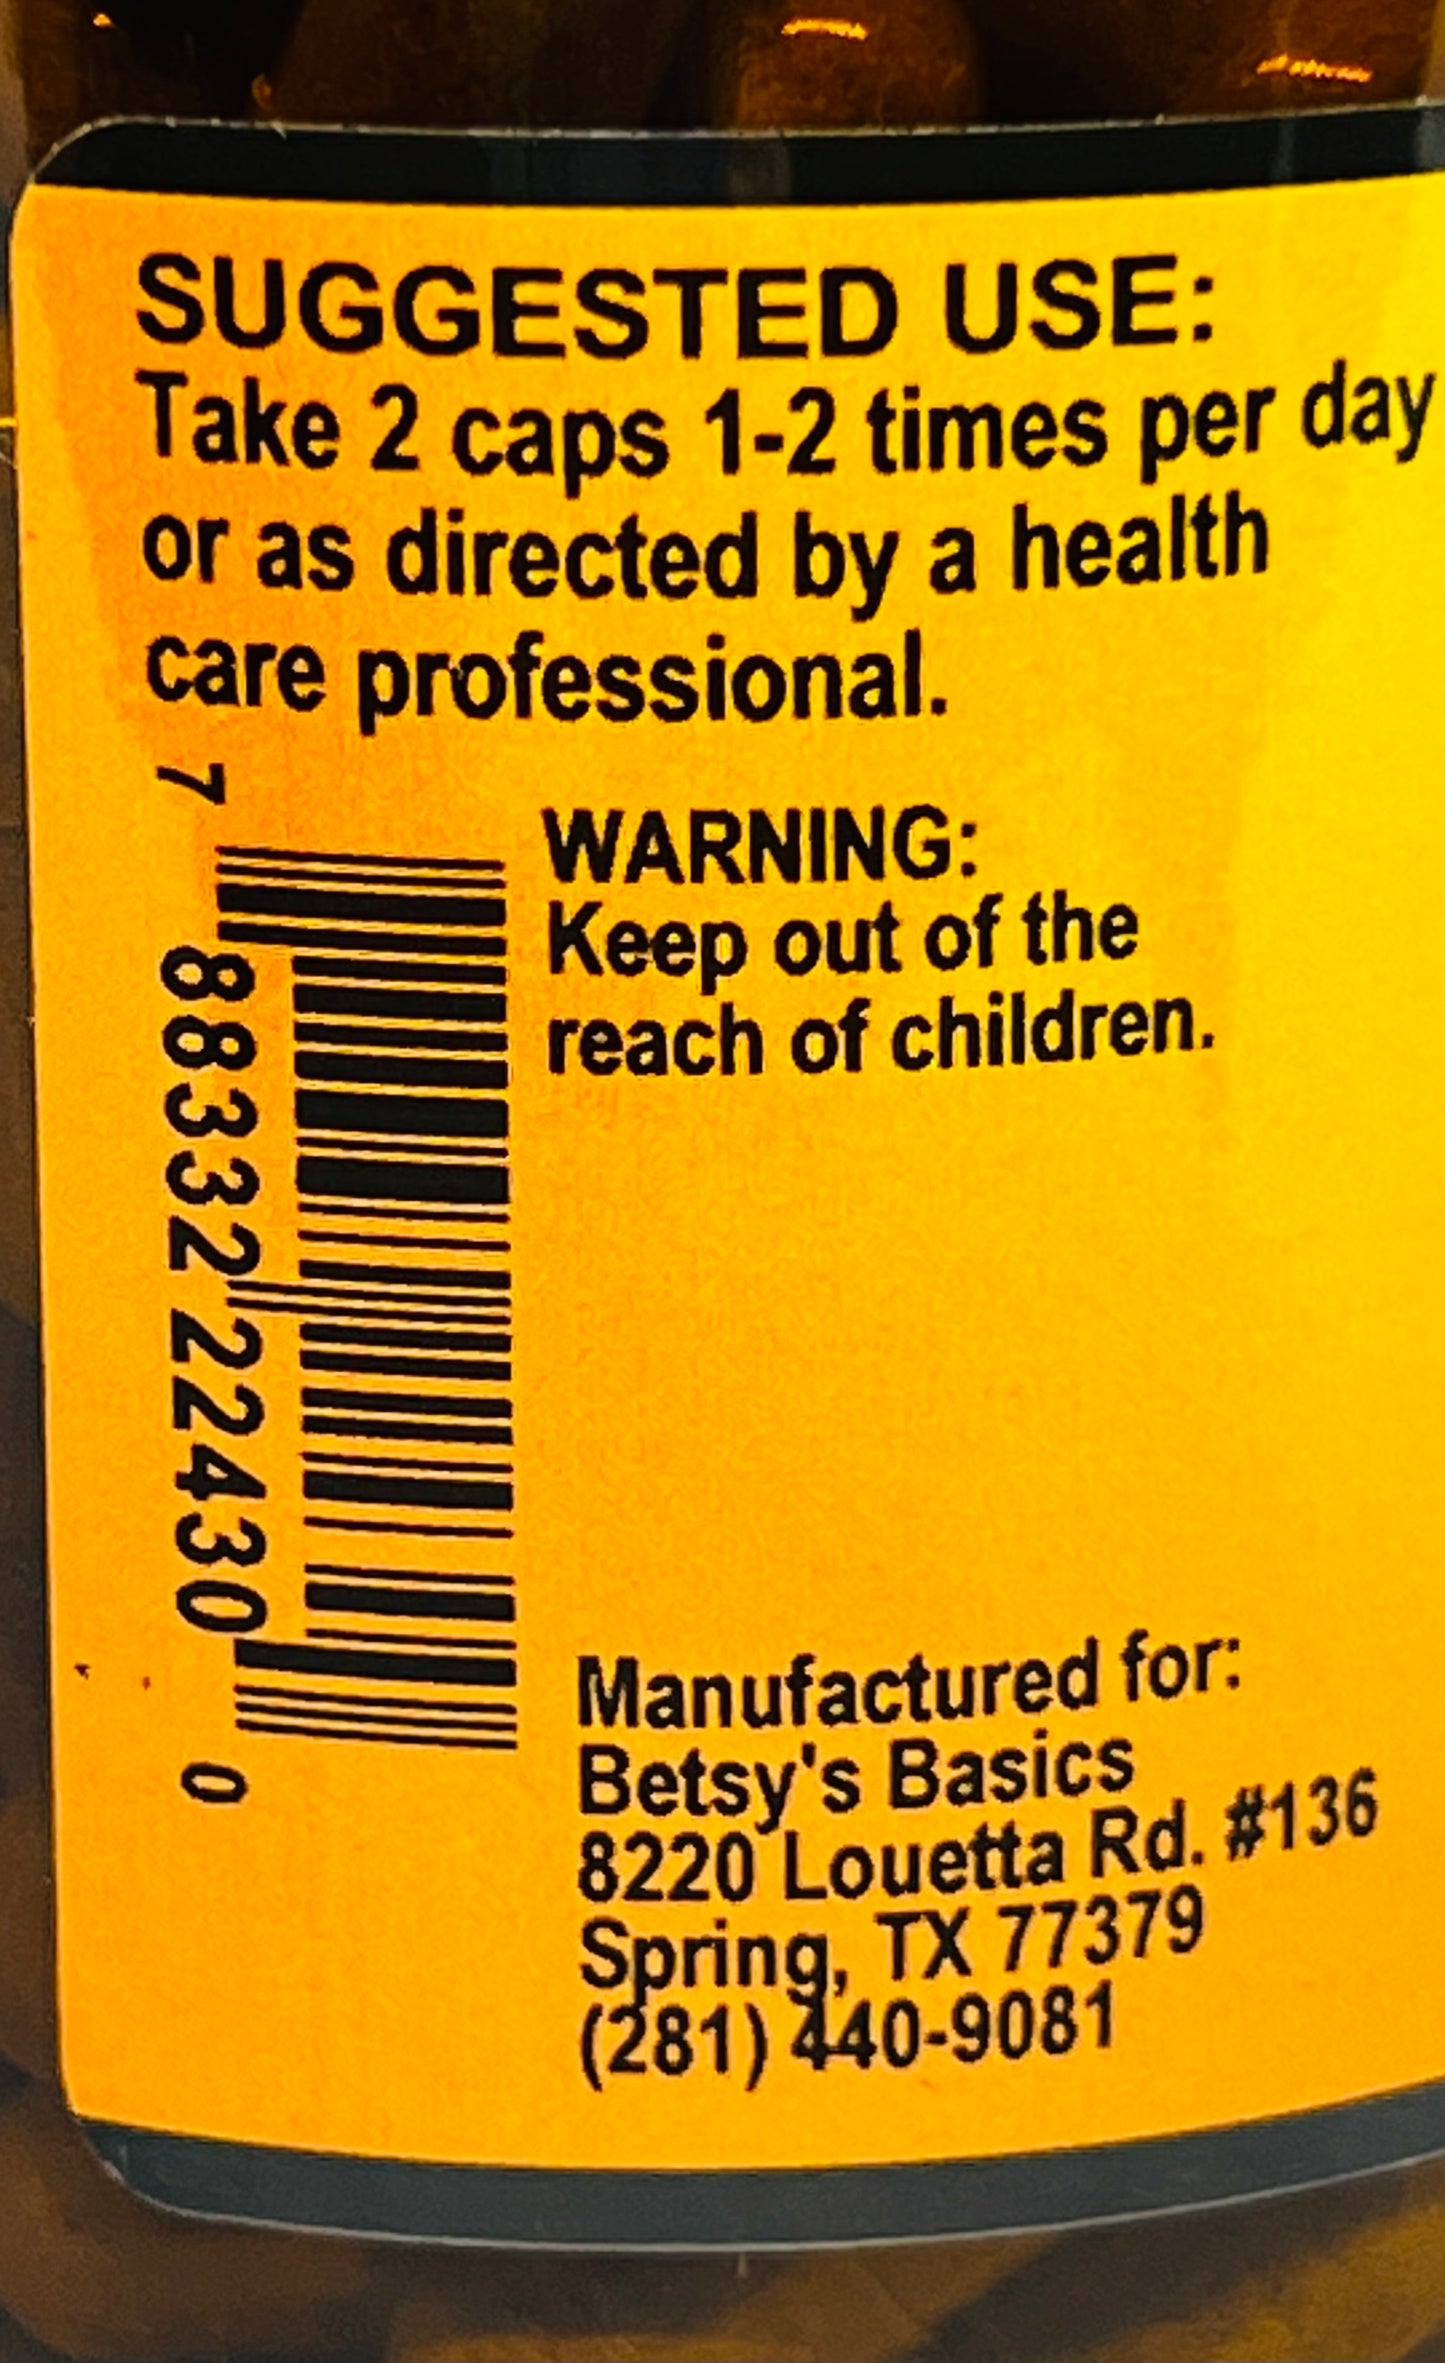 SUGGESTED USE:
Take 2 caps 1-2 times per day
or as directed by a health
care professional.
7 88332 22430 0
WARNING:
Keep out of the
reach of children.
Manufactured for:
Betsy's Basics
8220 Louetta Rd. #136
Spring, TX 77379
(281) 440-9081